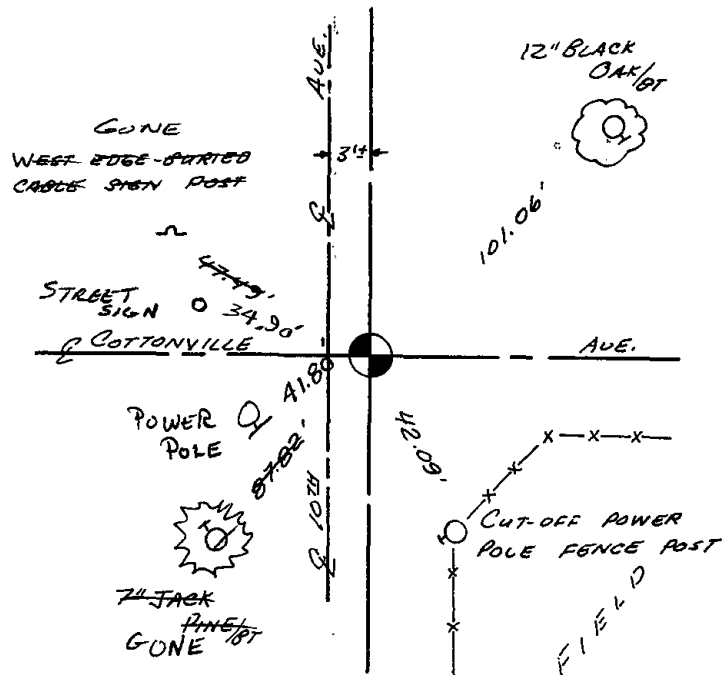 12" BLACK
OAK/BT
AVE.
GONE
WEST EDGE-BURIED
CABLE SIGN POST
3'±
℄
101.06'
47.49'
STREET
SIGN
34.90'
℄ COTTONVILLE
AVE.
41.80'
POWER
POLE
87.82'
42.09'
10TH
℄
CUT-OFF POWER
POLE FENCE POST
7" JACK
PINE/BT
GONE
FIELD